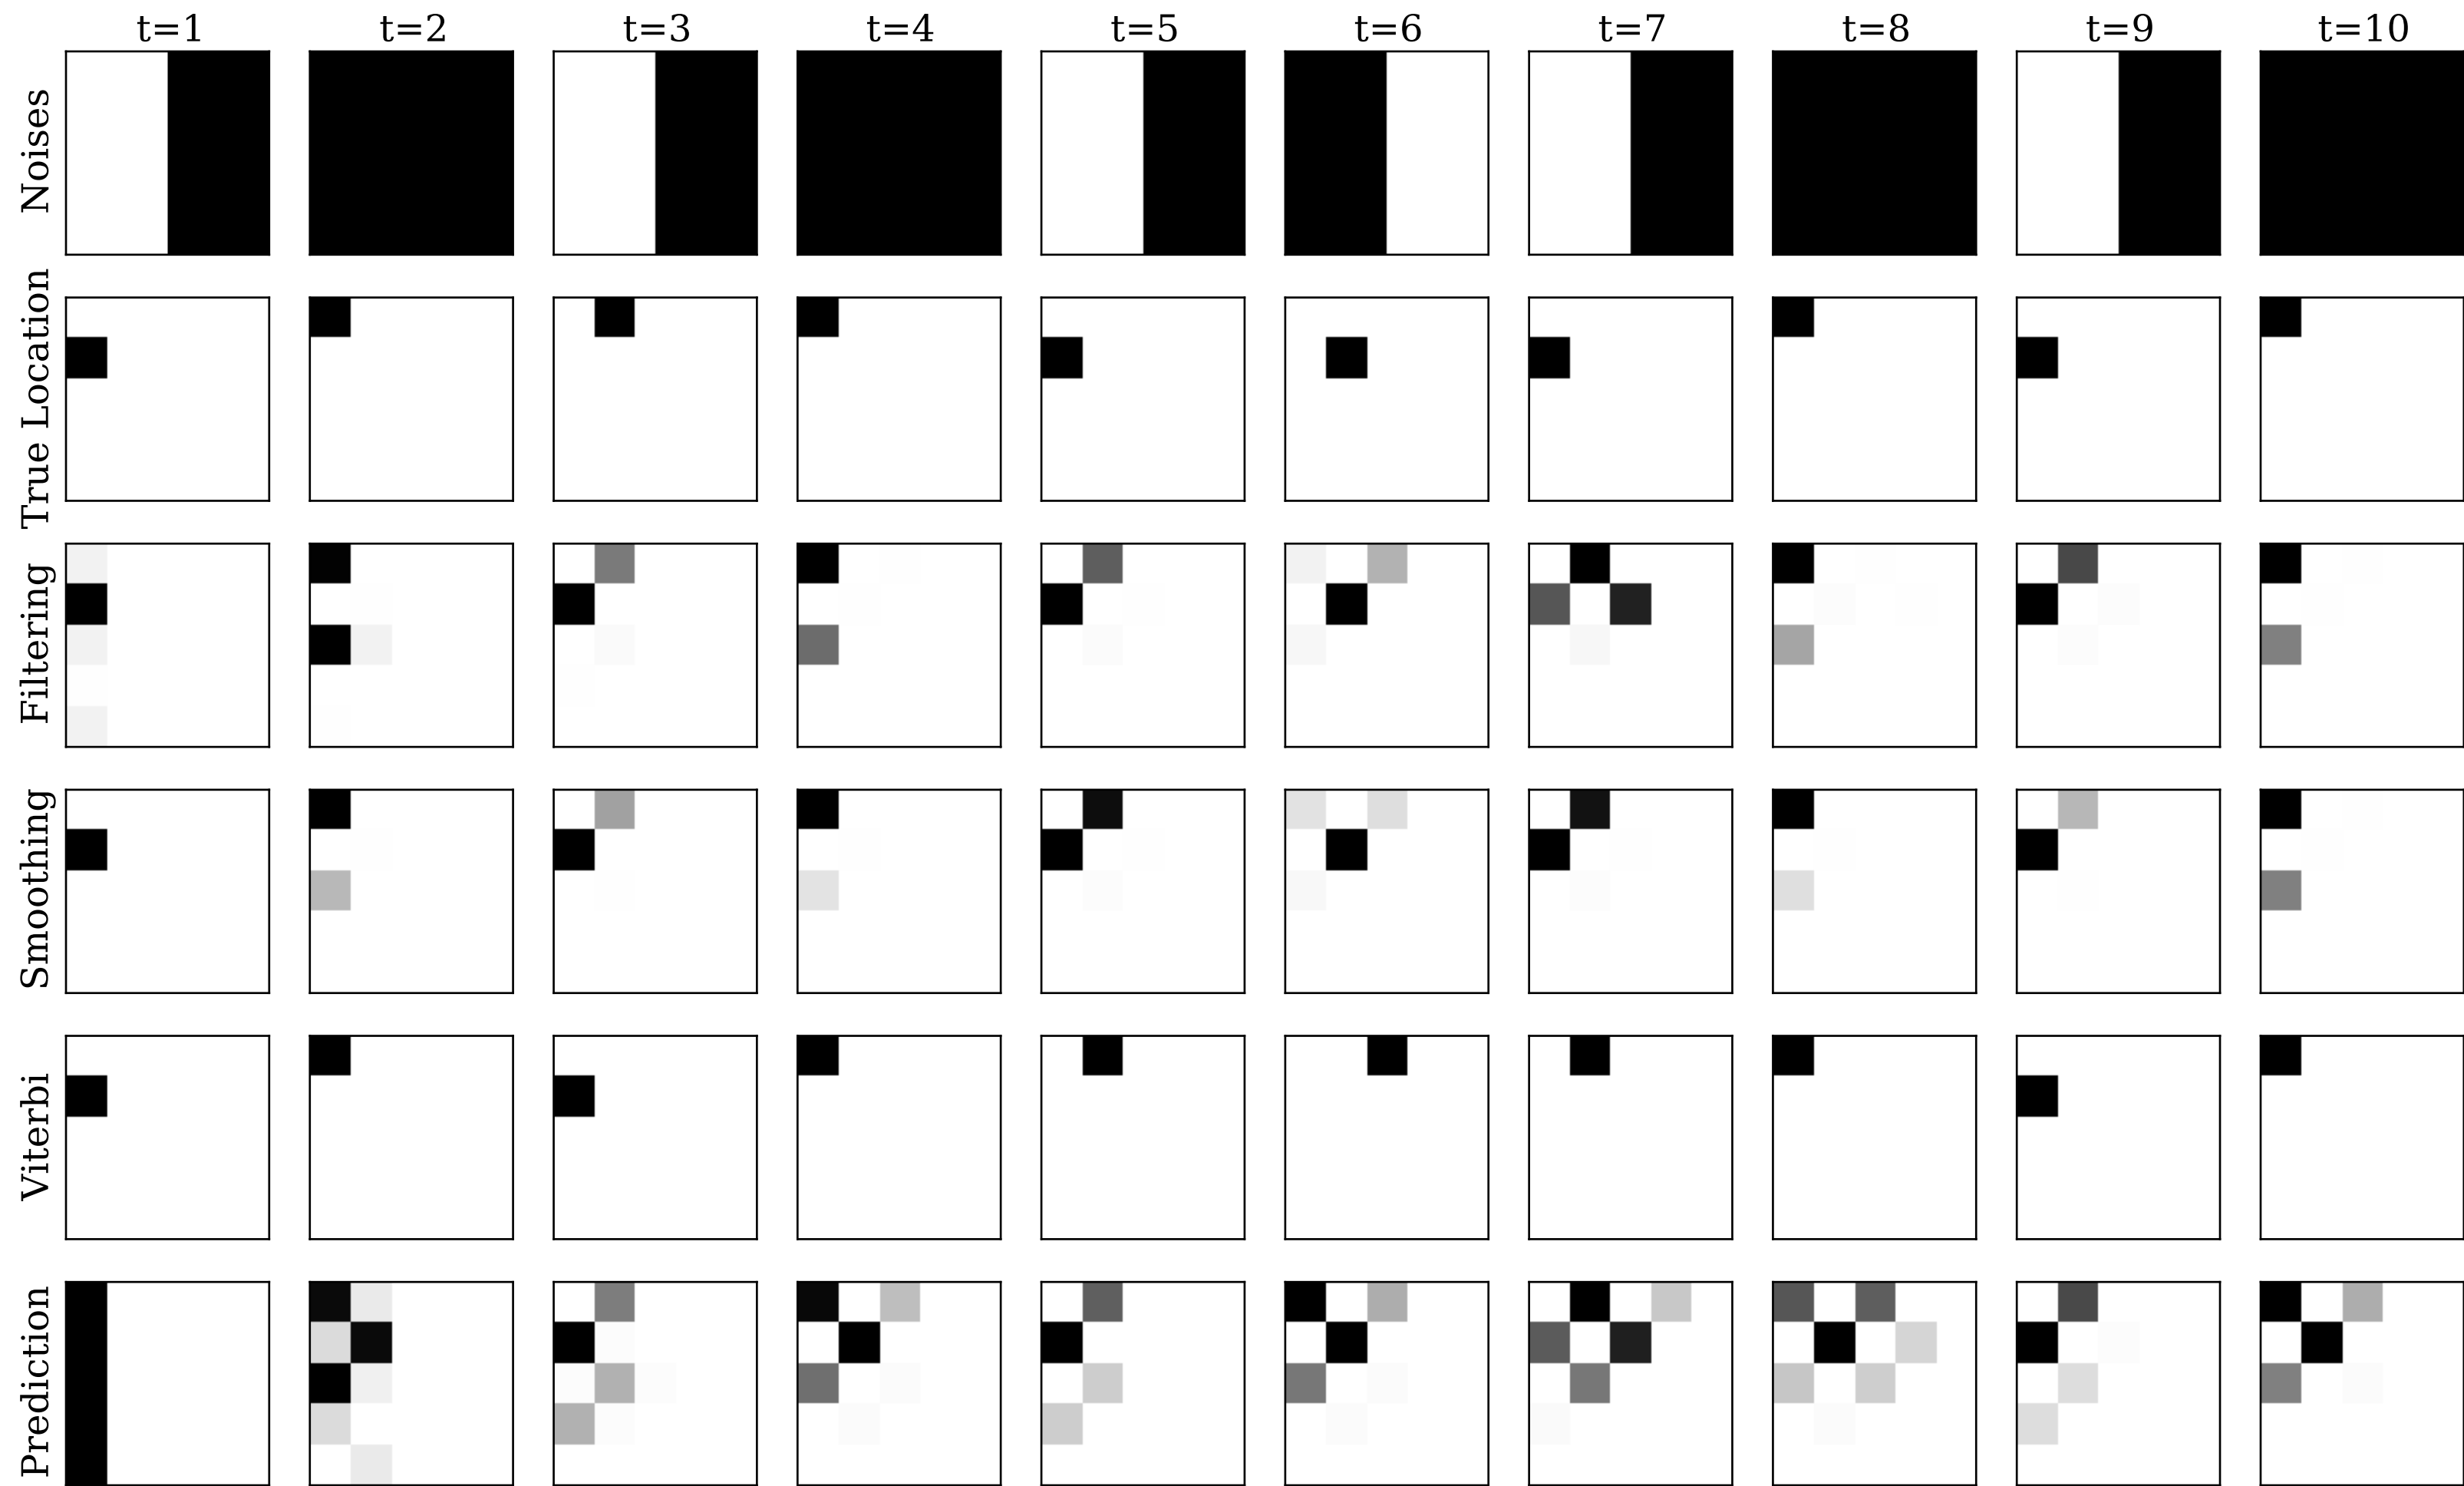 t=1 t=2 t=3 t=4 t=5 t=6 t=7 t=8 t=9 t=10
Noises
True Location
Filtering
Smoothing
Viterbi
Prediction